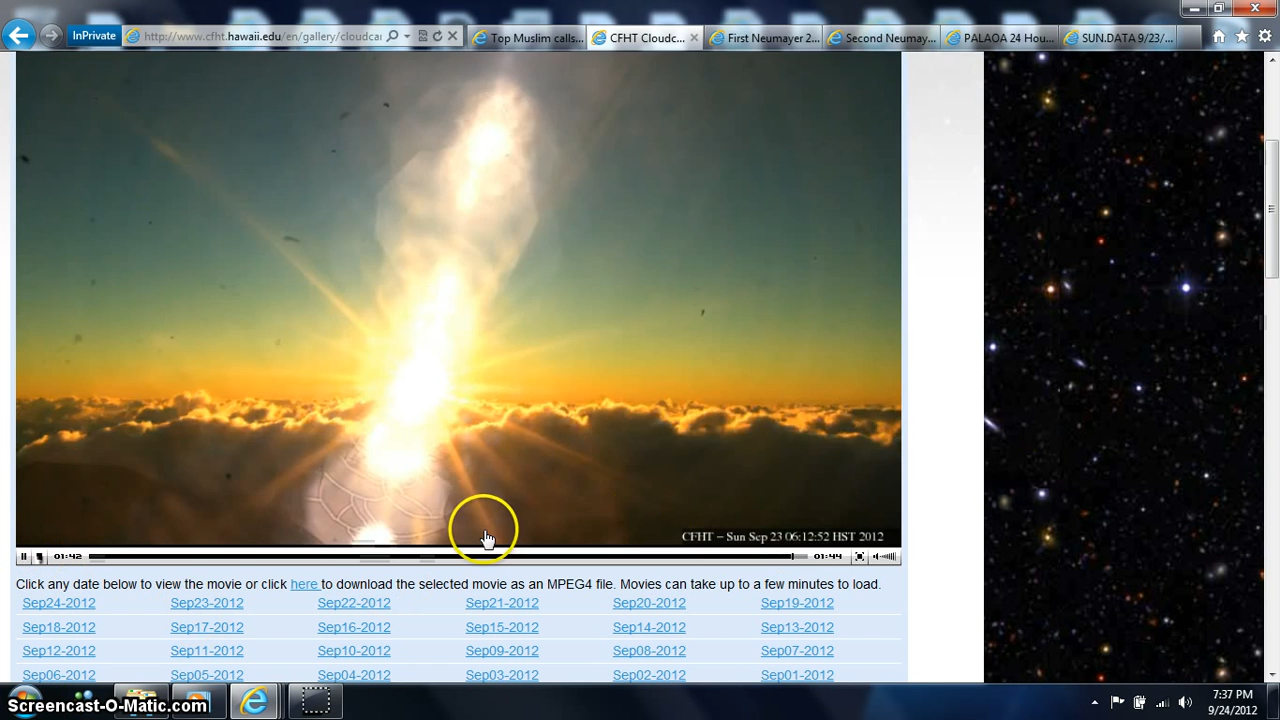 InPrivate
http://www.cfht.hawaii.edu/en/gallery/cloudcar
Top Muslim calls...
CFHT Cloudc...
First Neumayer 2...
Second Neumay...
PALAOA 24 Hou...
SUN.DATA 9/23/...
CFHT – Sun Sep 23 06:12:52 HST 2012
01:42
01:44
Click any date below to view the movie or click here to download the selected movie as an MPEG4 file. Movies can take up to a few minutes to load.
Sep24-2012 Sep23-2012 Sep22-2012 Sep21-2012 Sep20-2012 Sep19-2012
Sep18-2012 Sep17-2012 Sep16-2012 Sep15-2012 Sep14-2012 Sep13-2012
Sep12-2012 Sep11-2012 Sep10-2012 Sep09-2012 Sep08-2012 Sep07-2012
Sep06-2012 Sep05-2012 Sep04-2012 Sep03-2012 Sep02-2012 Sep01-2012
Screencast-O-Matic.com
7:37 PM
9/24/2012